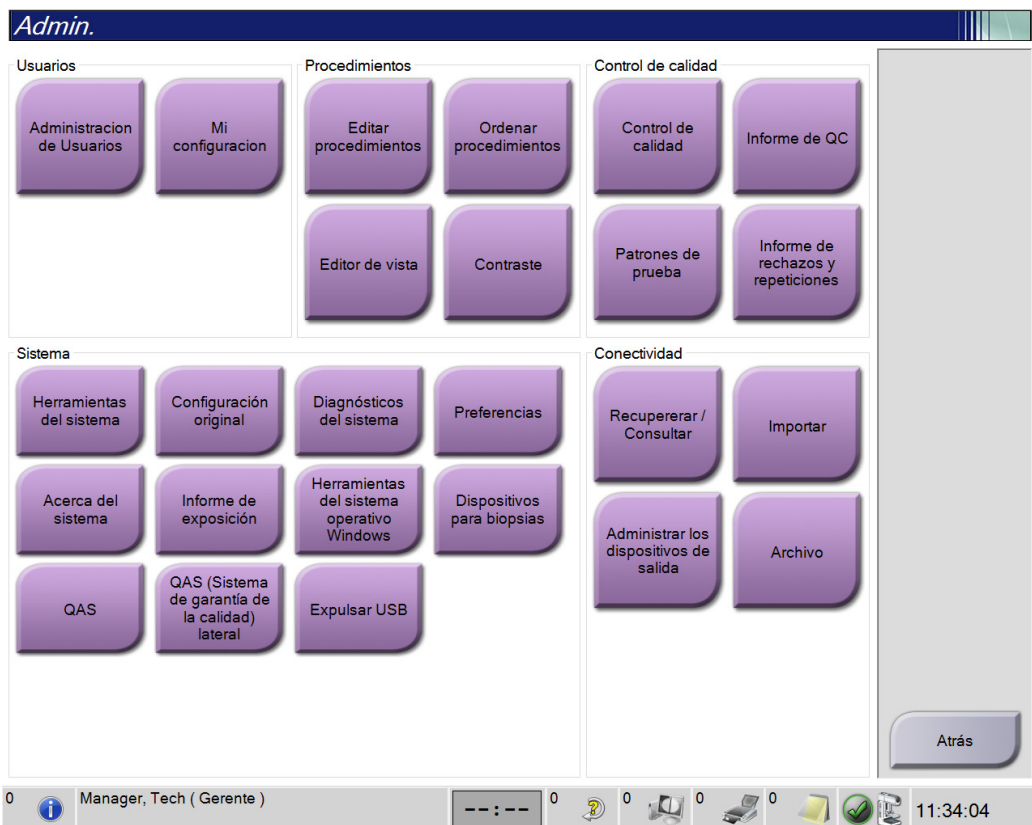 Admin.
Usuarios
Administracion
de Usuarios
Mi
configuracion
Procedimientos
Editar
procedimientos
Ordenar
procedimientos
Editor de vista
Contraste
Control de calidad
Control de
calidad
Informe de QC
Patrones de
prueba
Informe de
rechazos y
repeticiones
Sistema
Herramientas
del sistema
Configuración
original
Diagnósticos
del sistema
Preferencias
Acerca del
sistema
Informe de
exposición
Herramientas
del sistema
operativo
Windows
Dispositivos
para biopsias
QAS
QAS (Sistema
de garantía de
la calidad)
lateral
Expulsar USB
Conectividad
Recupererar /
Consultar
Importar
Administrar los
dispositivos de
salida
Archivo
Atrás
0
Manager, Tech ( Gerente )
--:--
0
0
0
0
11:34:04